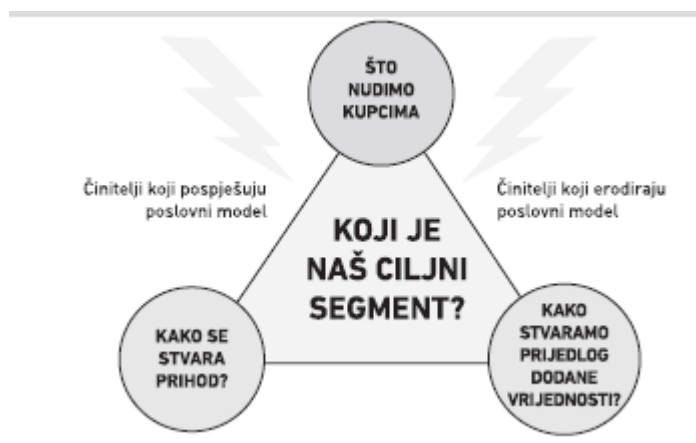 ŠTO
NUDIMO
KUPCIMA
Činitelji koji pospješuju
poslovni model
Činitelji koji erodiraju
poslovni model
KOJI JE
NAŠ CILJNI
SEGMENT?
KAKO SE
STVARA
PRIHOD?
KAKO
STVARAMO
PRIJEDLOG
DODANE
VRIJEDNOSTI?